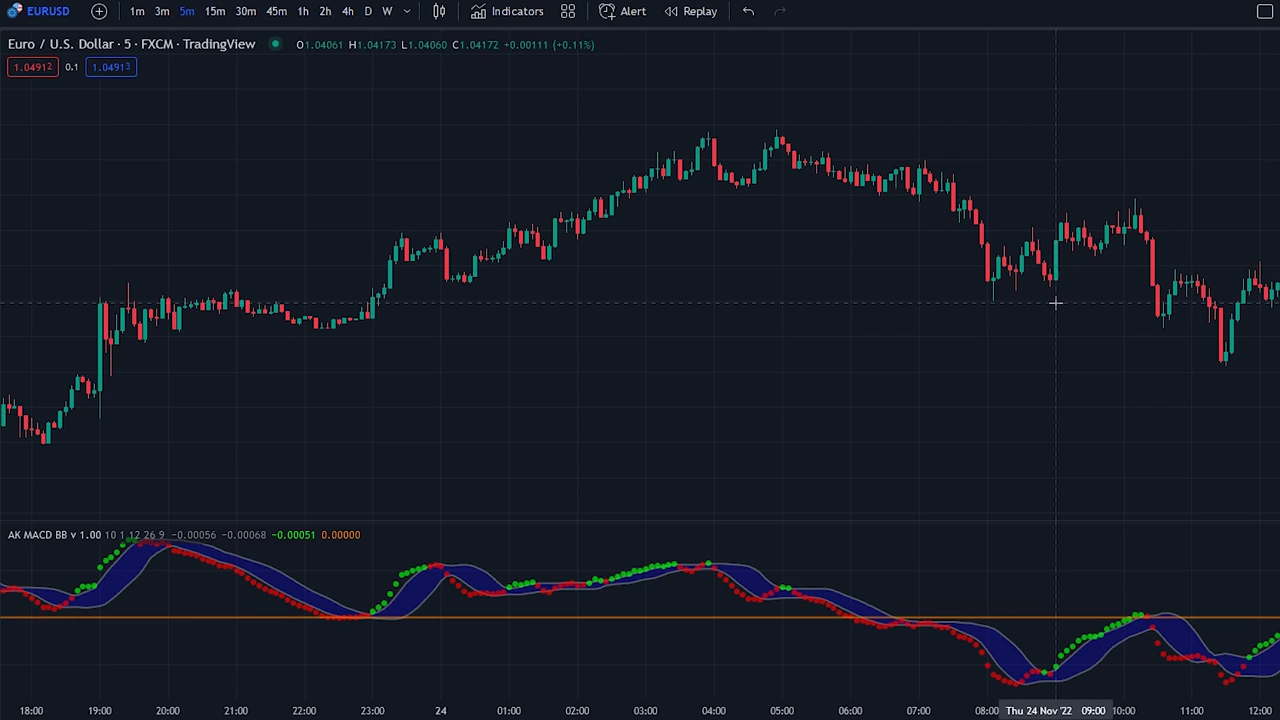 EURUSD 1m 3m 5m 15m 30m 45m 1h 2h 4h D W Indicators Alert Replay
Euro / U.S. Dollar · 5 · FXCM · TradingView O1.04061 H1.04173 L1.04060 C1.04172 +0.00111 (+0.11%)
1.04912 0.1 1.04913
AK MACD BB v 1.00 10 1 12 26 9 −0.00056 −0.00068 −0.00051 0.00000
18:00 19:00 20:00 21:00 22:00 23:00 24 01:00 02:00 03:00 04:00 05:00 06:00 07:00 08:00 Thu 24 Nov '22 09:00 10:00 11:00 12:00